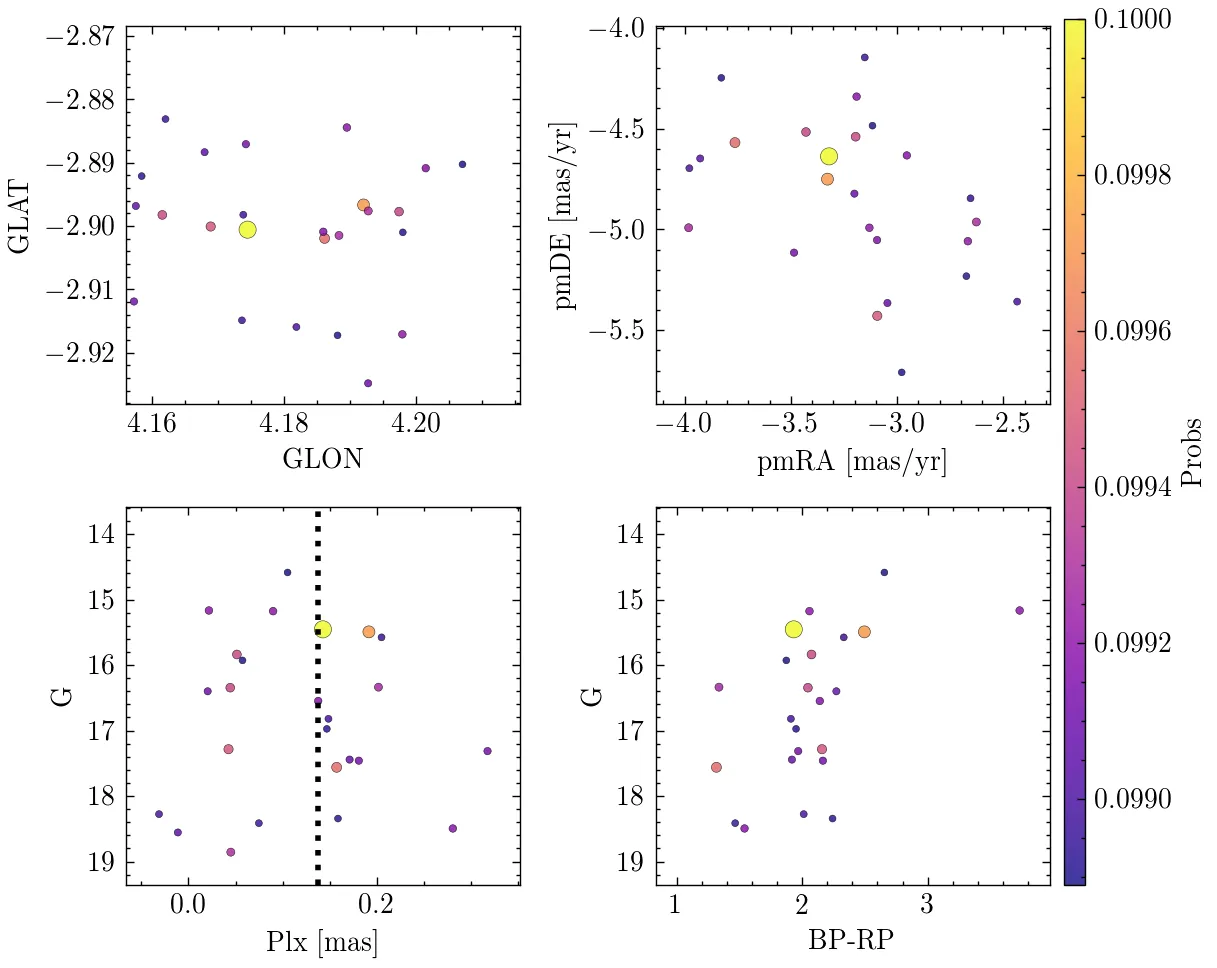 −2.87
−2.88
−2.89
−2.90
−2.91
−2.92
GLAT
4.16 4.18 4.20
GLON
−4.0
−4.5
−5.0
−5.5
pmDE [mas/yr]
−4.0 −3.5 −3.0 −2.5
pmRA [mas/yr]
14
15
16
17
18
19
G
0.0 0.2
Plx [mas]
14
15
16
17
18
19
G
1 2 3
BP-RP
0.1000
0.0998
0.0996
0.0994
0.0992
0.0990
Probs